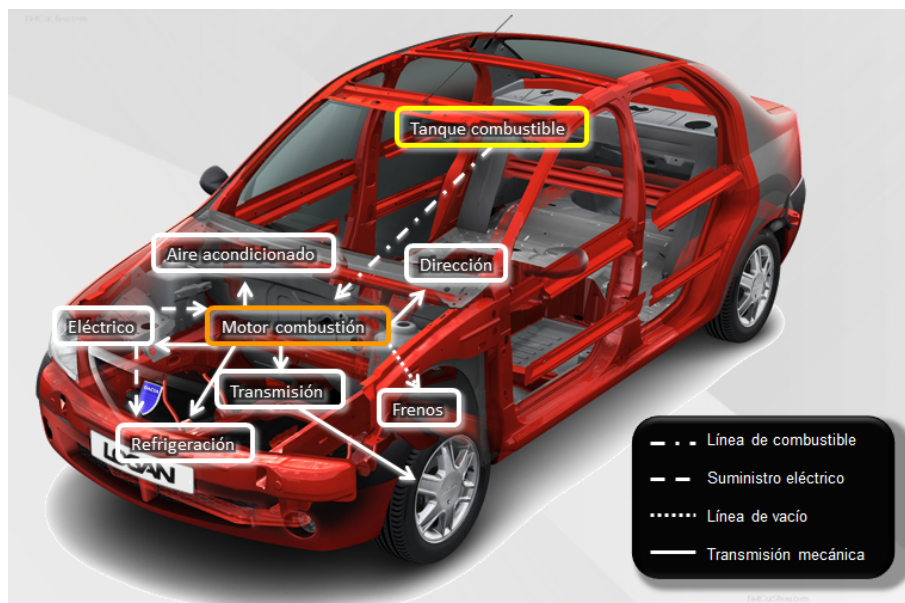 Tanque combustible
Aire acondicionado
Dirección
Eléctrico
Motor combustión
Transmisión
Frenos
Refrigeración
DACIA
LOGAN
Línea de combustible
Suministro eléctrico
Línea de vacío
Transmisión mecánica